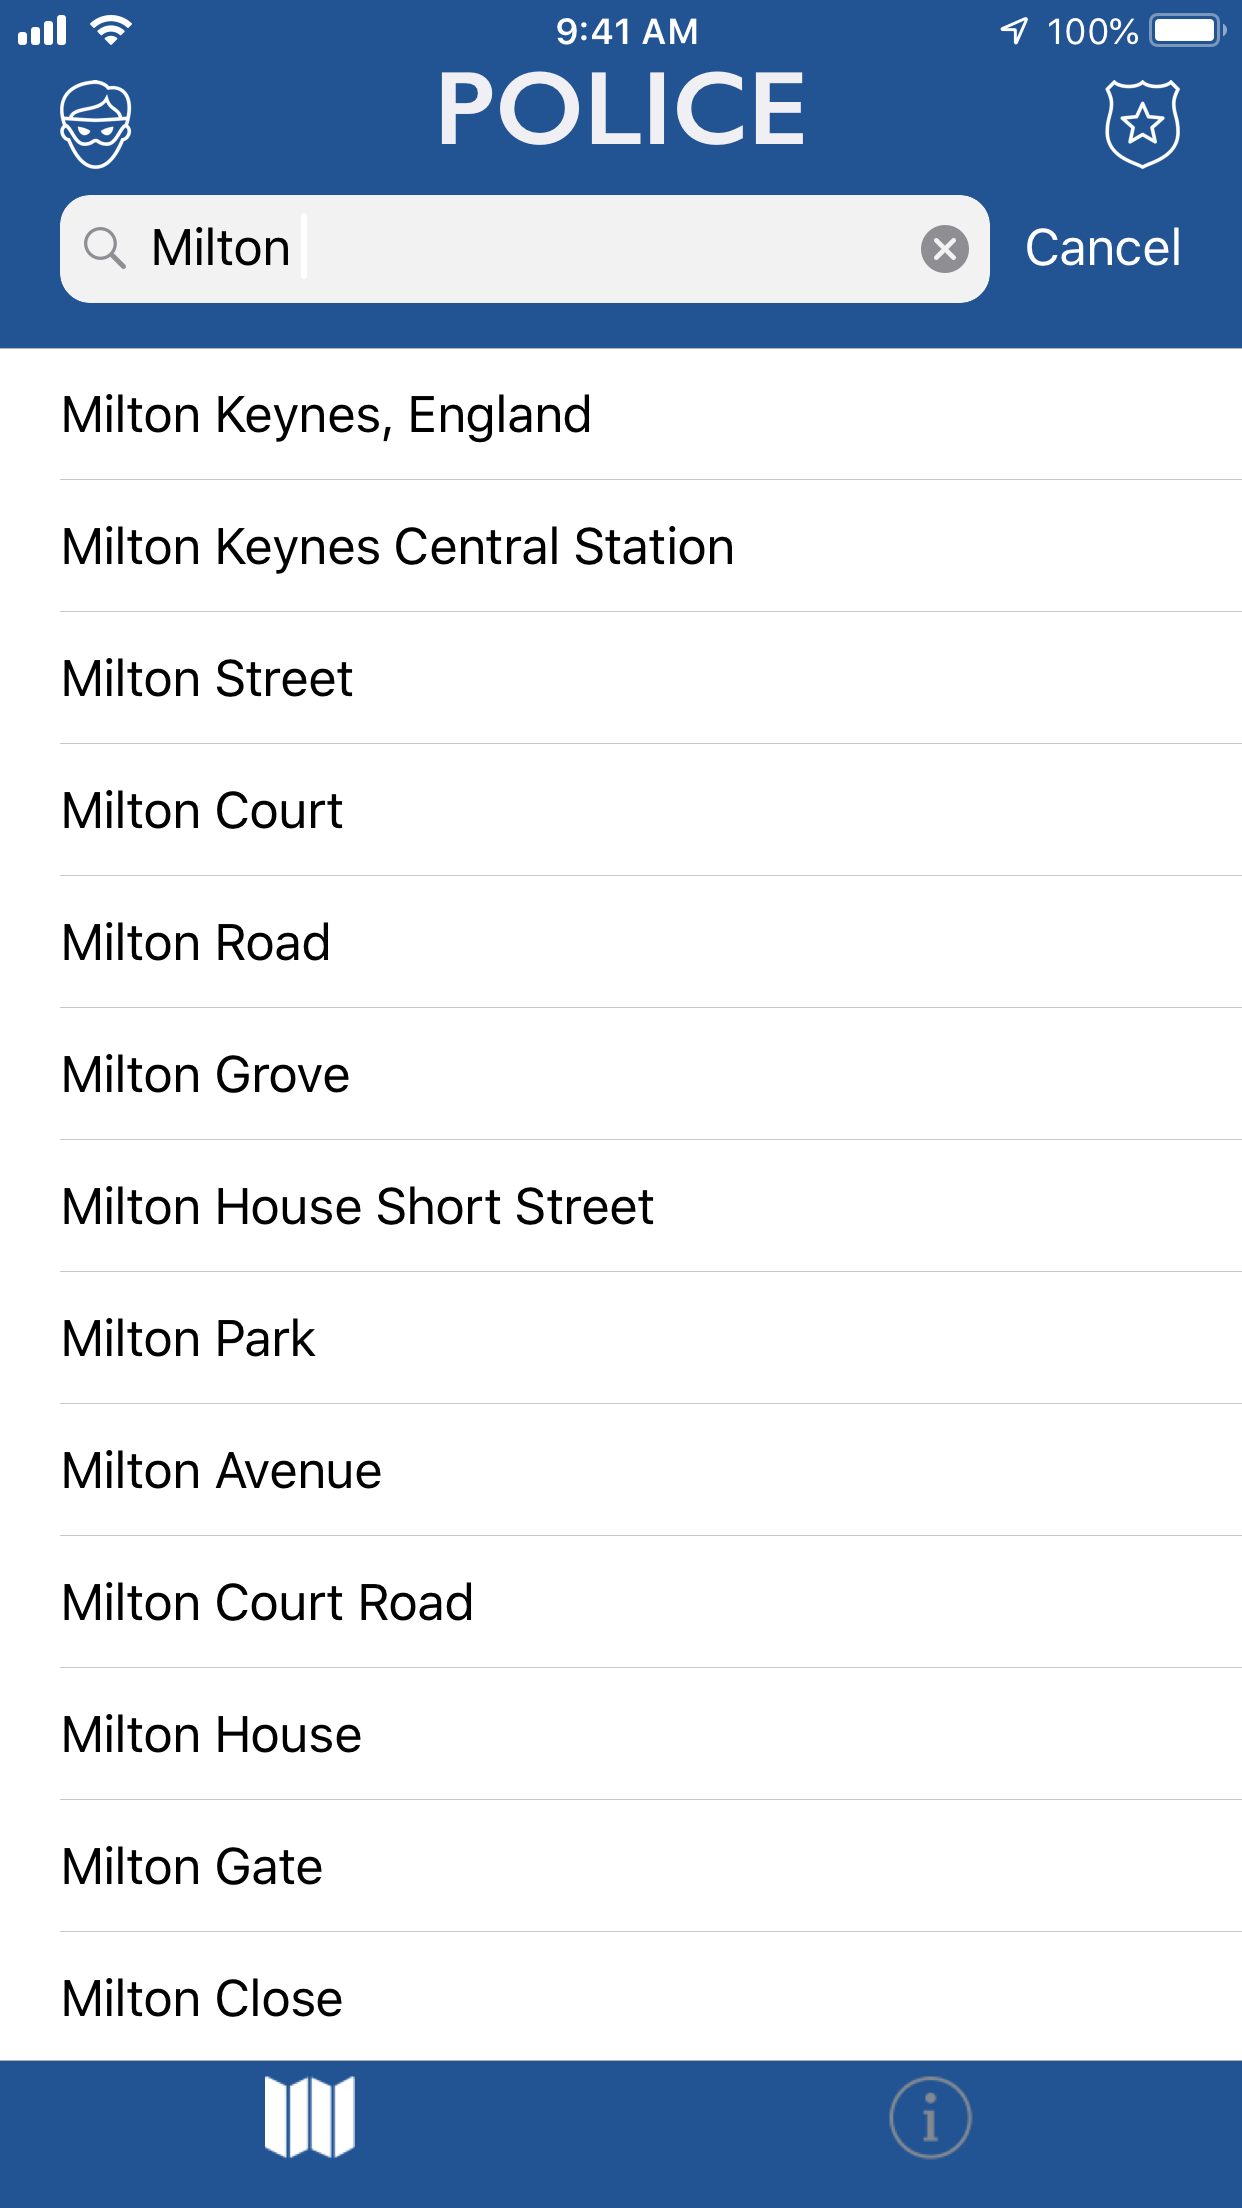 9:41 AM
100%
POLICE
Milton
Cancel
Milton Keynes, England
Milton Keynes Central Station
Milton Street
Milton Court
Milton Road
Milton Grove
Milton House Short Street
Milton Park
Milton Avenue
Milton Court Road
Milton House
Milton Gate
Milton Close